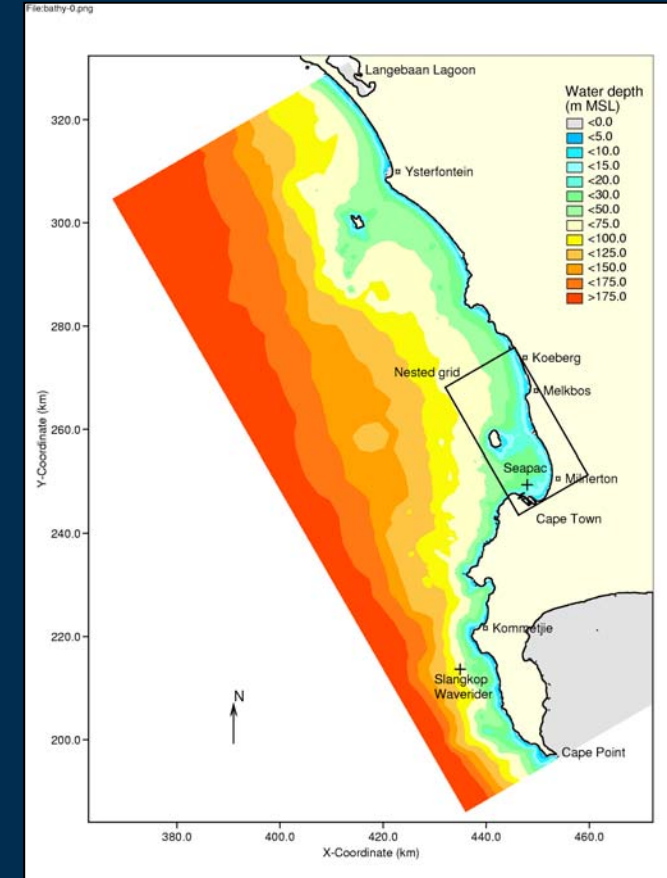 File:bathy-0.png
Langebaan Lagoon
Water depth
(m MSL)
<0.0
<5.0
<10.0
<15.0
<20.0
<30.0
<50.0
<75.0
<100.0
<125.0
<150.0
<175.0
>175.0
320.0
Ysterfontein
300.0
280.0
Koeberg
Nested grid
Melkbos
260.0
Seapac
Milnerton
240.0
Cape Town
Y-Coordinate (km)
220.0
Kommetjie
Slangkop
Waverider
N
200.0
Cape Point
380.0 400.0 420.0 440.0 460.0
X-Coordinate (km)